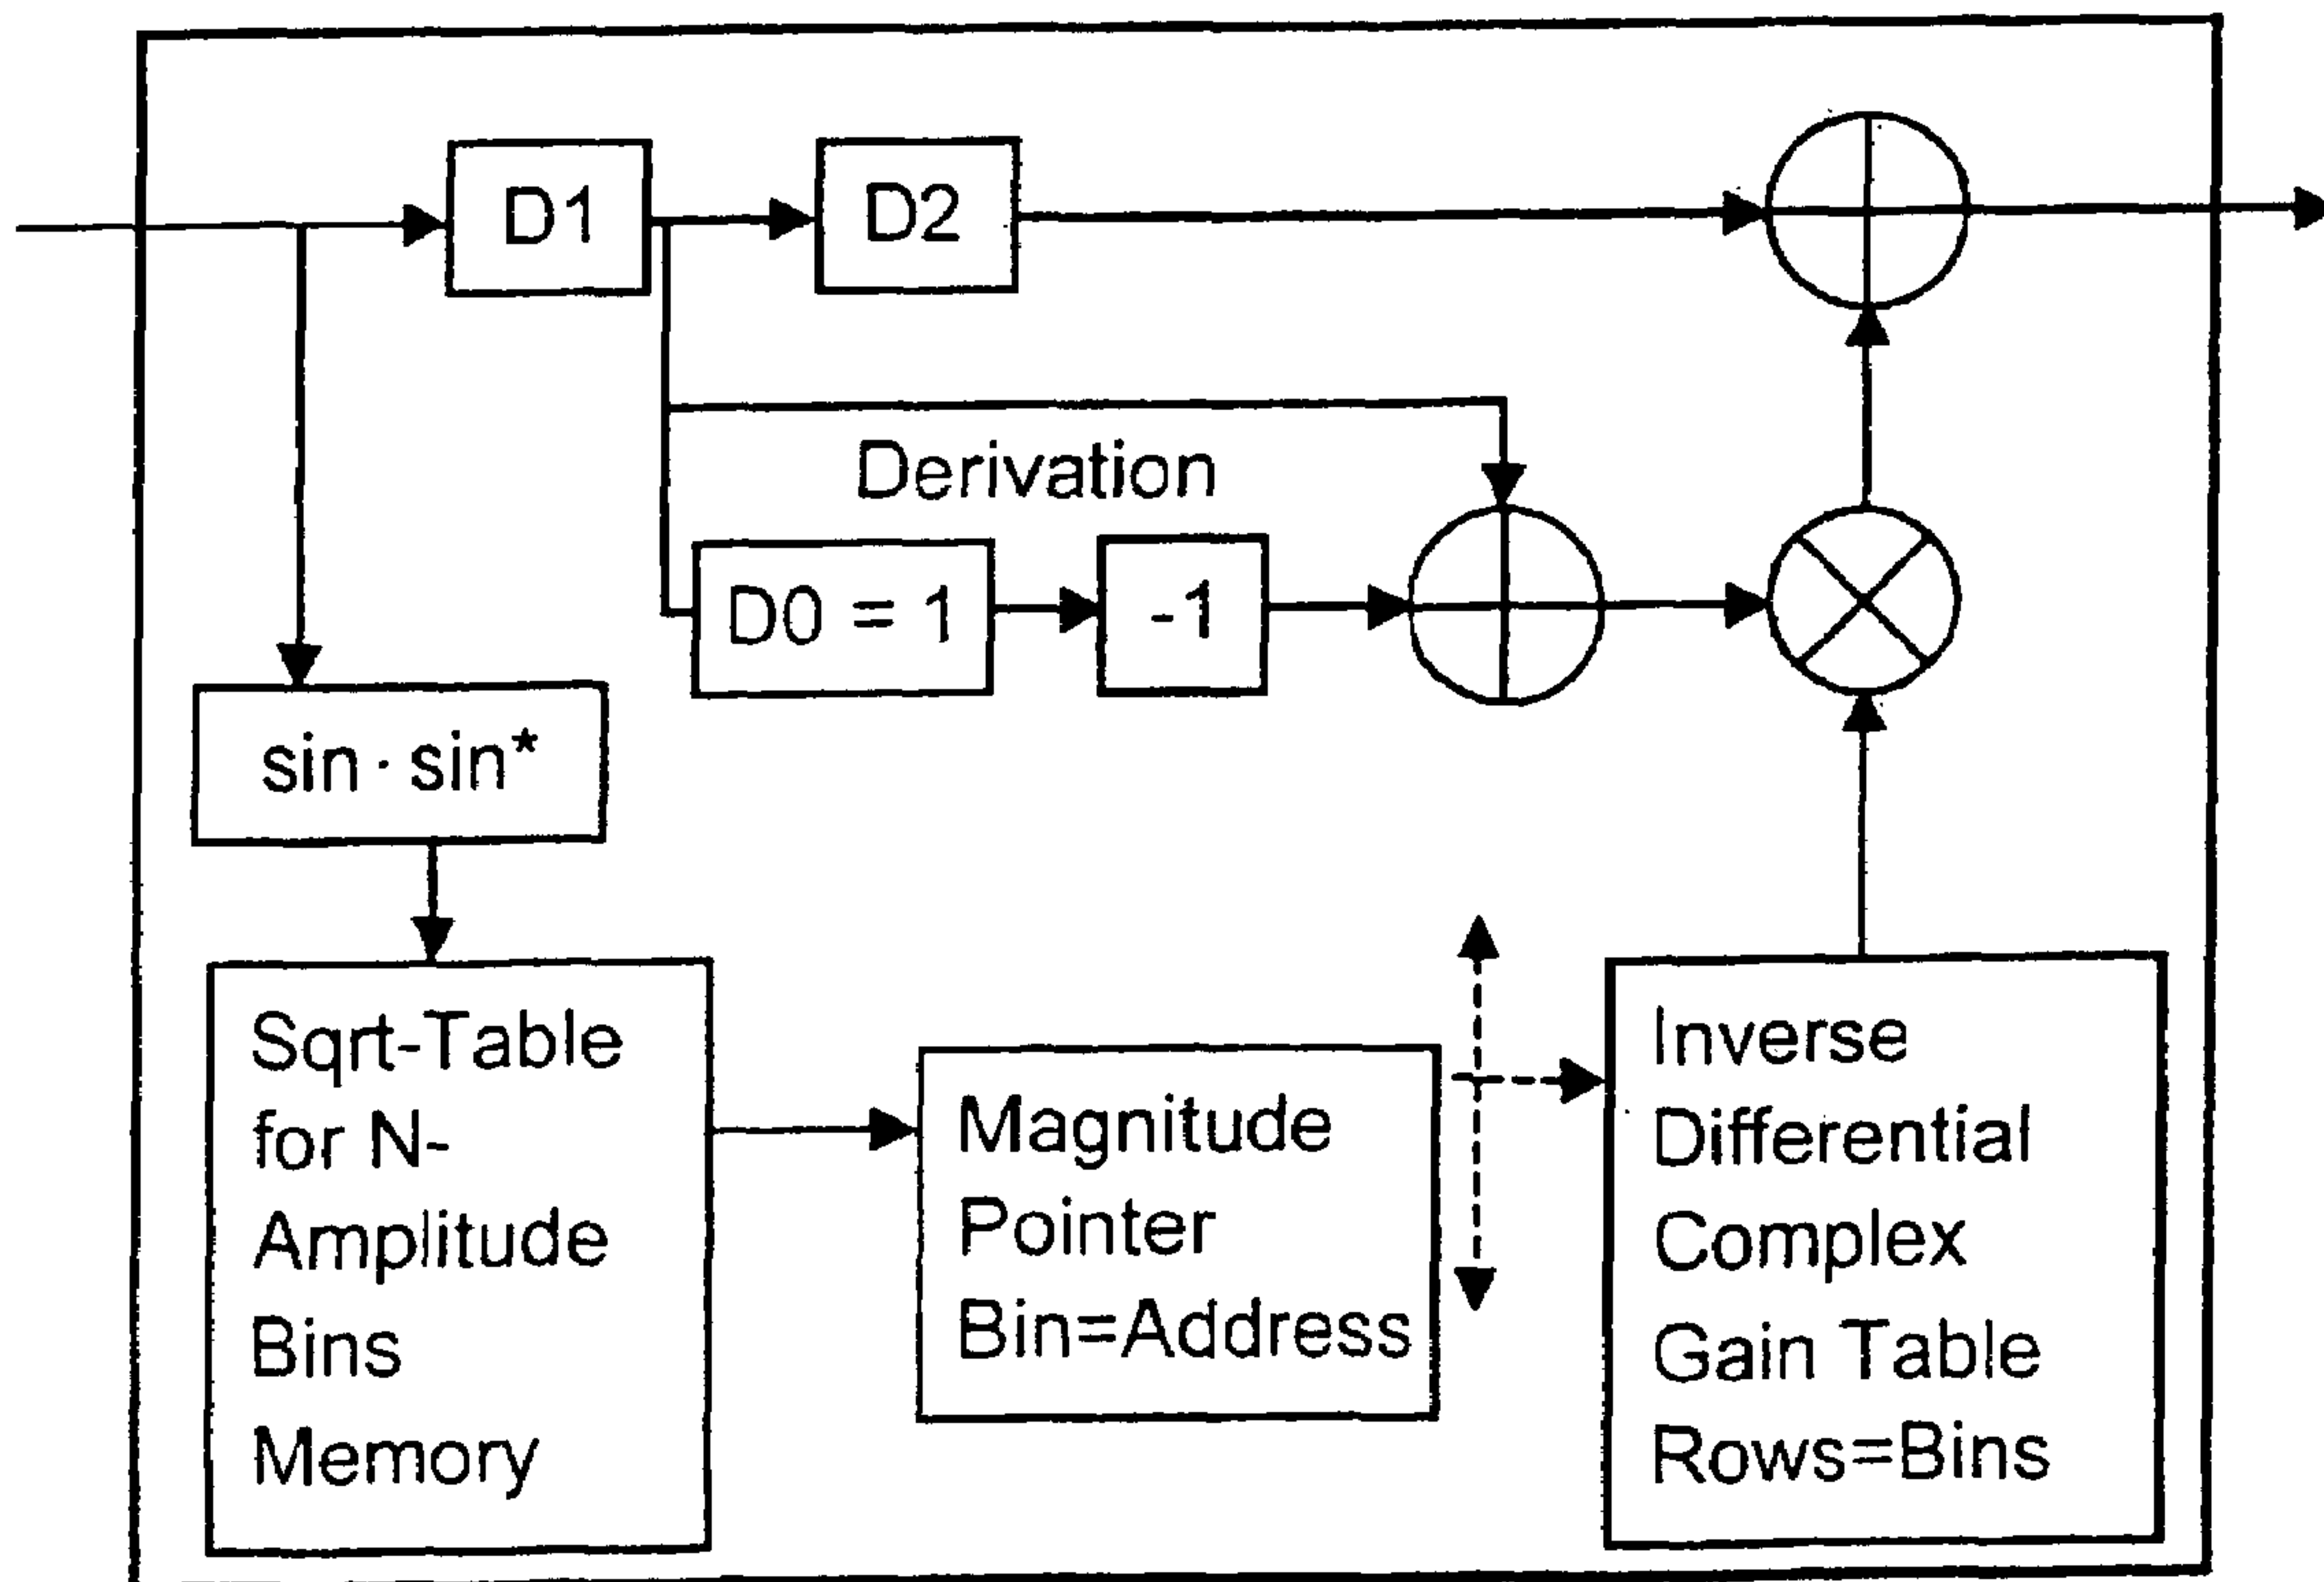 D1
D2
Derivation
D0 = 1
-1
sin · sin*
Sqrt-Table
for N-
Amplitude
Bins
Memory
Magnitude
Pointer
Bin=Address
Inverse
Differential
Complex
Gain Table
Rows=Bins